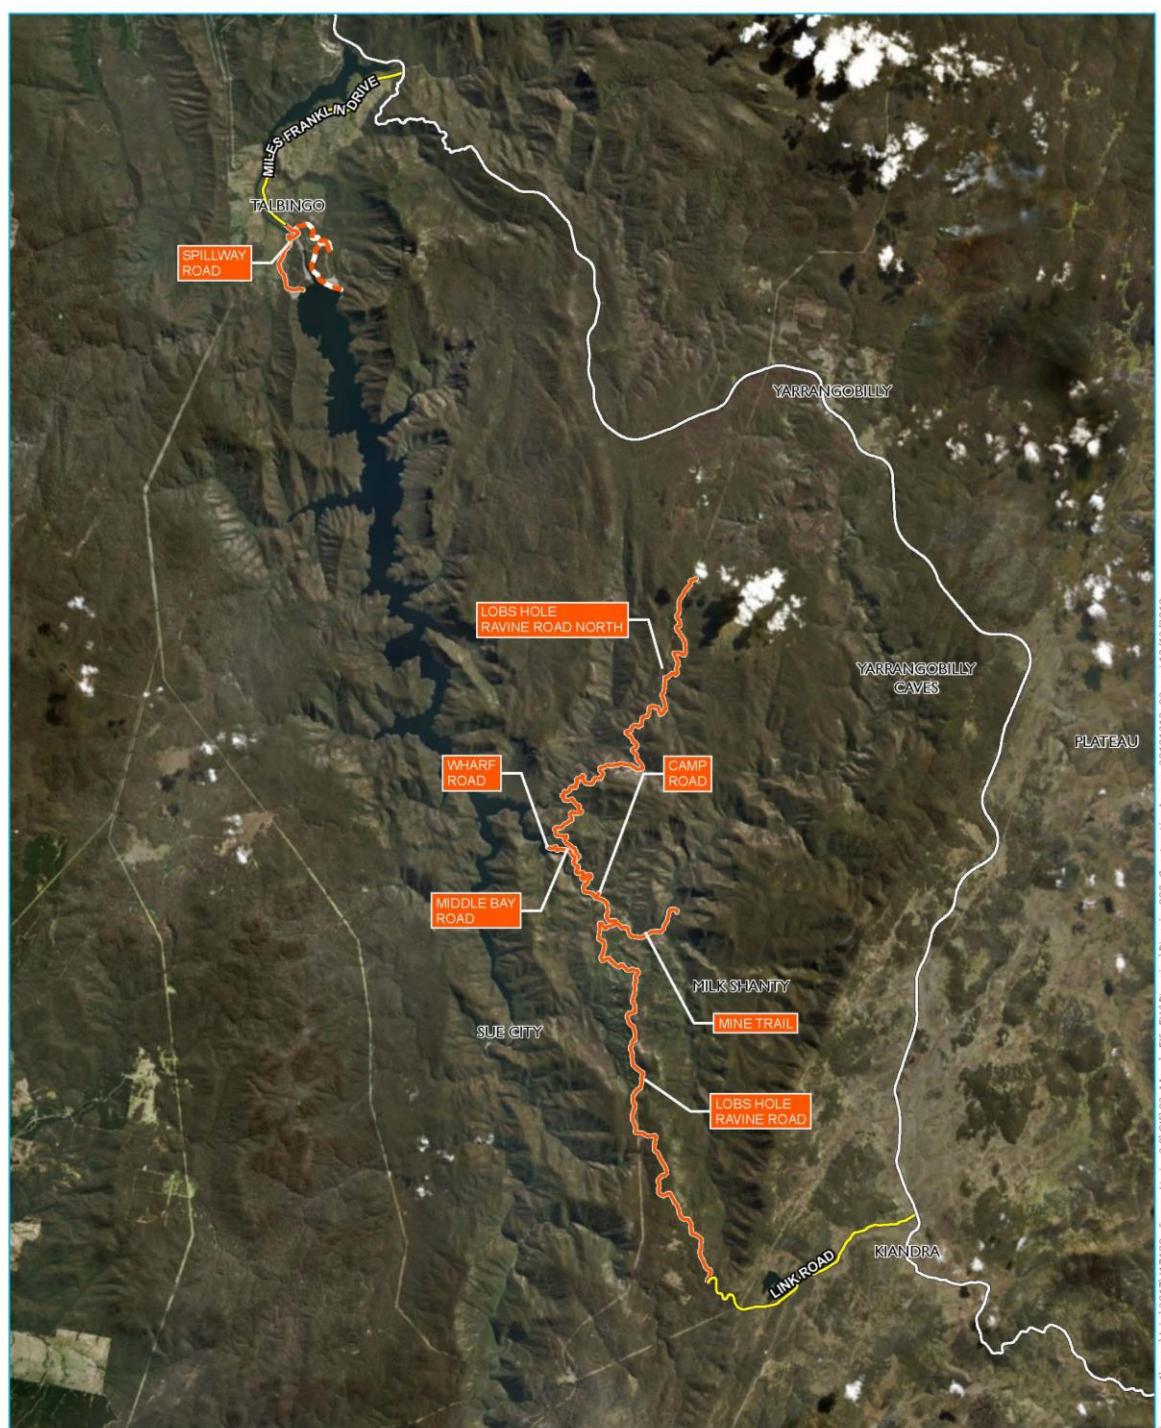 MILES FRANKLIN DRIVE
TALBINGO
SPILLWAY
ROAD
YARRANGOBILLY
LOBS HOLE
RAVINE ROAD NORTH
YARRANGOBILLY
CAVES
PLATEAU
WHARF
ROAD
CAMP
ROAD
MIDDLE BAY
ROAD
MILK SHANTY
MINE TRAIL
SUE CITY
LOBS HOLE
RAVINE ROAD
LINK ROAD
KIANDRA